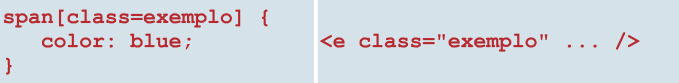 span[class=exemplo] {
color: blue;
}
<e class="exemplo" ... />